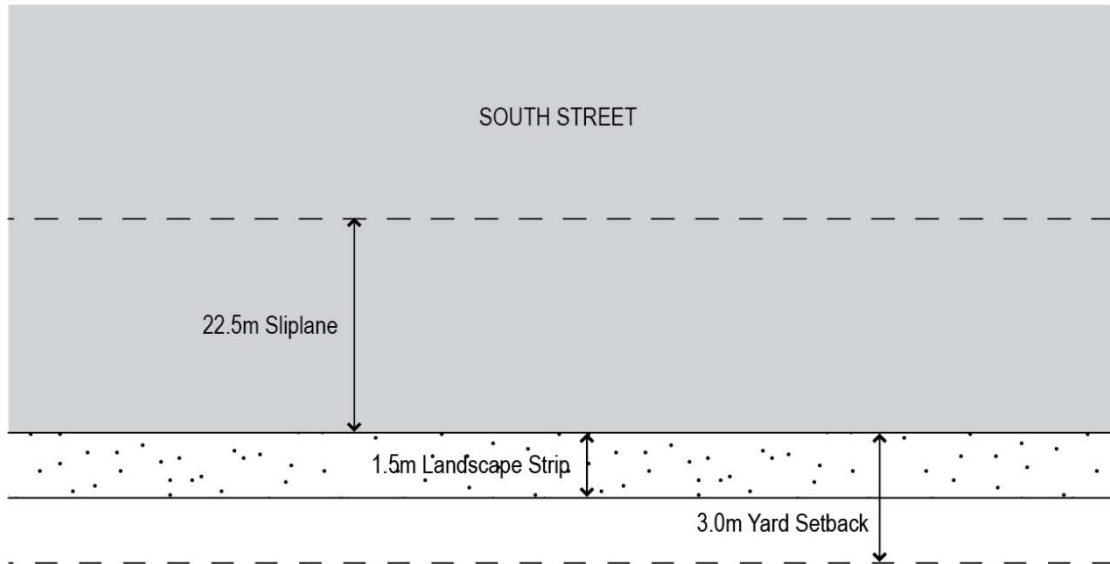 SOUTH STREET
22.5m Sliplane
1.5m Landscape Strip
3.0m Yard Setback